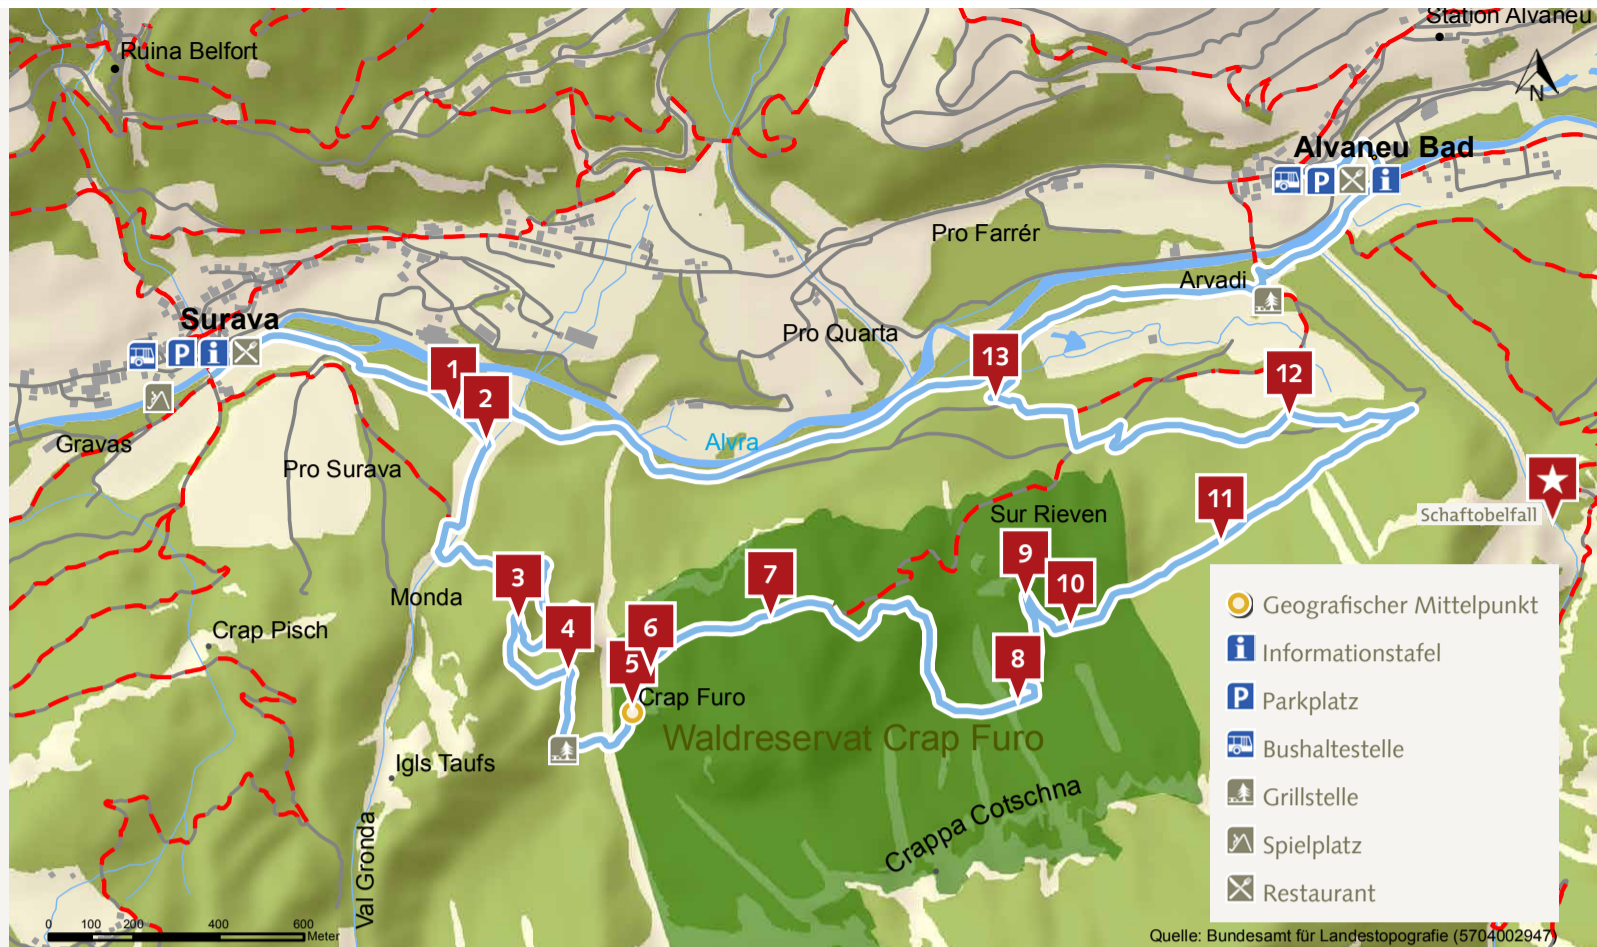 Station Alvaneu
Ruina Belfort
N
Alvaneu Bad
P
i
Pro Farrér
Arvadi
Surava
P
i
Pro Quarta
13
1
2
12
Gravas
Pro Surava
Alvra
11
Schaftobelfall
Sur Rieven
9
10
7
3
Monda
4
6
5
8
Crap Pisch
Crap Furo
Waldreservat Crap Furo
Igls Taufs
Crappa Cotschna
Val Gronda
Geografischer Mittelpunkt
i Informationstafel
P Parkplatz
Bushaltestelle
Grillstelle
Spielplatz
Restaurant
0 100 200 400 600 Meter
Quelle: Bundesamt für Landestopografie (5704002947)